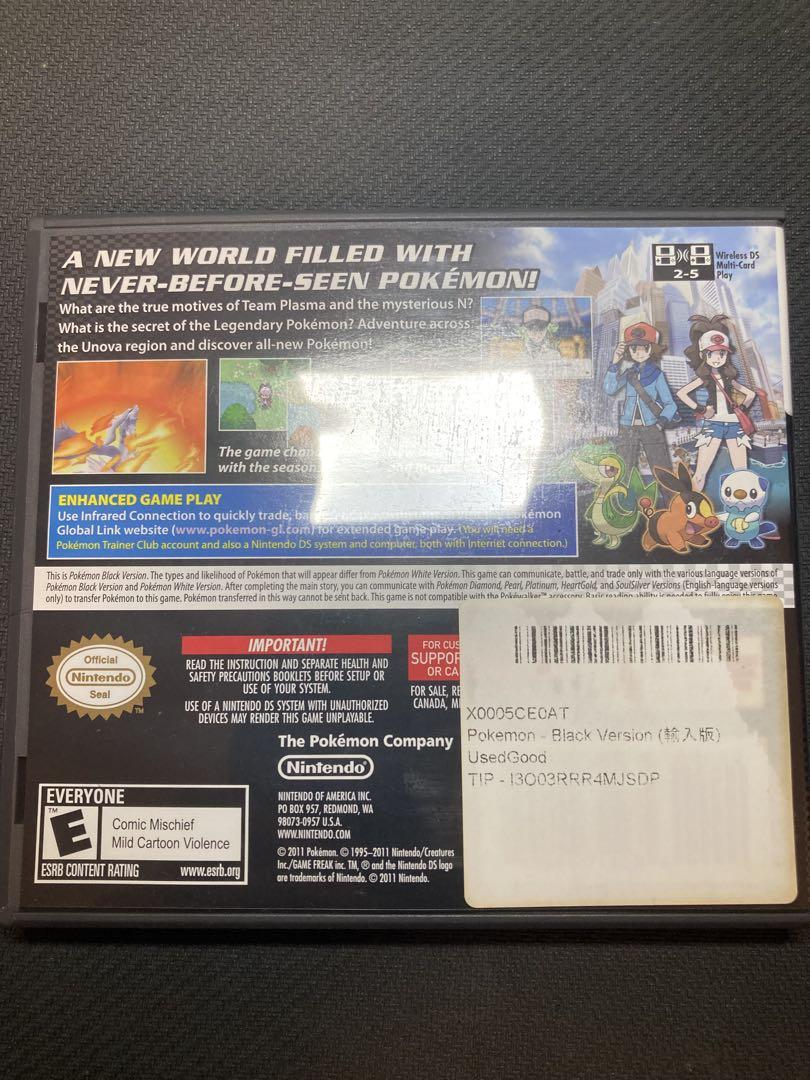 A NEW WORLD FILLED WITH
NEVER-BEFORE-SEEN POKÉMON!
What are the true motives of Team Plasma and the mysterious N?
What is the secret of the Legendary Pokémon? Adventure across
the Unova region and discover all-new Pokémon!
2-5
Wireless DS
Multi-Card
Play
The game
with the
ENHANCED GAME PLAY
Use Infrared Connection to quickly trade, Pokémon
Global Link website (www.pokemon-gl.com) for extended game play. (You will need a
Pokémon Trainer Club account and also a Nintendo DS system and computer, both with Internet connection.)
This is Pokémon Black Version. The types and likelihood of Pokémon that will appear differ from Pokémon White Version. This game can communicate, battle, and trade only with the various language versions of
Pokémon Black Version and Pokémon White Version. After completing the main story, you can communicate with Pokémon Diamond, Pearl, Platinum, HeartGold, and SoulSilver Versions (English-language versions
only) to transfer Pokémon to this game. Pokémon transferred in this way cannot be sent back. This game is not compatible with the Pokéwalker™ accessory. Basic reading ability is needed to fully enjoy this game
Official
Nintendo
Seal
TM
IMPORTANT!
READ THE INSTRUCTION AND SEPARATE HEALTH AND
SAFETY PRECAUTIONS BOOKLETS BEFORE SETUP OR
USE OF YOUR SYSTEM.
USE OF A NINTENDO DS SYSTEM WITH UNAUTHORIZED
DEVICES MAY RENDER THIS GAME UNPLAYABLE.
FOR CUS
SUPPOR
OR CA
FOR SALE, RE
CANADA, M
X0005CE0AT
Pokemon - Black Version (輸入版)
UsedGood
TIP - I3O03RRR4MJSDP
The Pokémon Company
Nintendo®
NINTENDO OF AMERICA INC.
PO BOX 957, REDMOND, WA
98073-0957 U.S.A.
WWW.NINTENDO.COM
© 2011 Pokémon. © 1995–2011 Nintendo/Creatures
Inc./GAME FREAK inc. TM, ® and the Nintendo DS logo
are trademarks of Nintendo. © 2011 Nintendo.
EVERYONE
TM
E
Comic Mischief
Mild Cartoon Violence
ESRB CONTENT RATING www.esrb.org